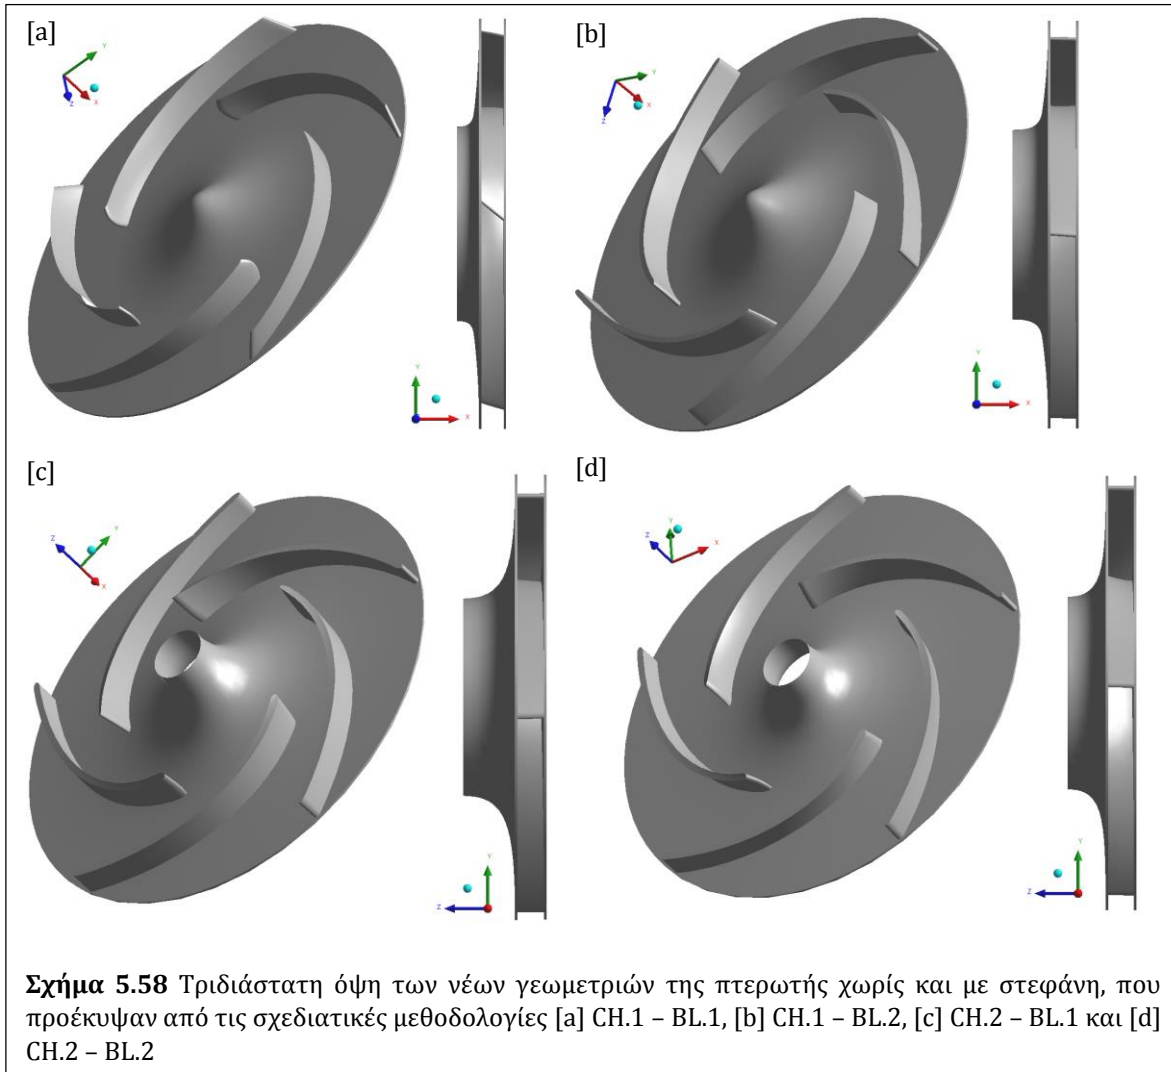 [a]
[b]
Y
X
Z
Y
X
Z
Y
X
Y
X
[c]
[d]
Z
Y
X
Y
Z
X
Y
Z
Y
Z
Σχήμα 5.58 Τριδιάστατη όψη των νέων γεωμετριών της πτερωτής χωρίς και με στεφάνη, που
προέκυψαν από τις σχεδιατικές μεθοδολογίες [a] CH.1 – BL.1, [b] CH.1 – BL.2, [c] CH.2 – BL.1 και [d]
CH.2 – BL.2